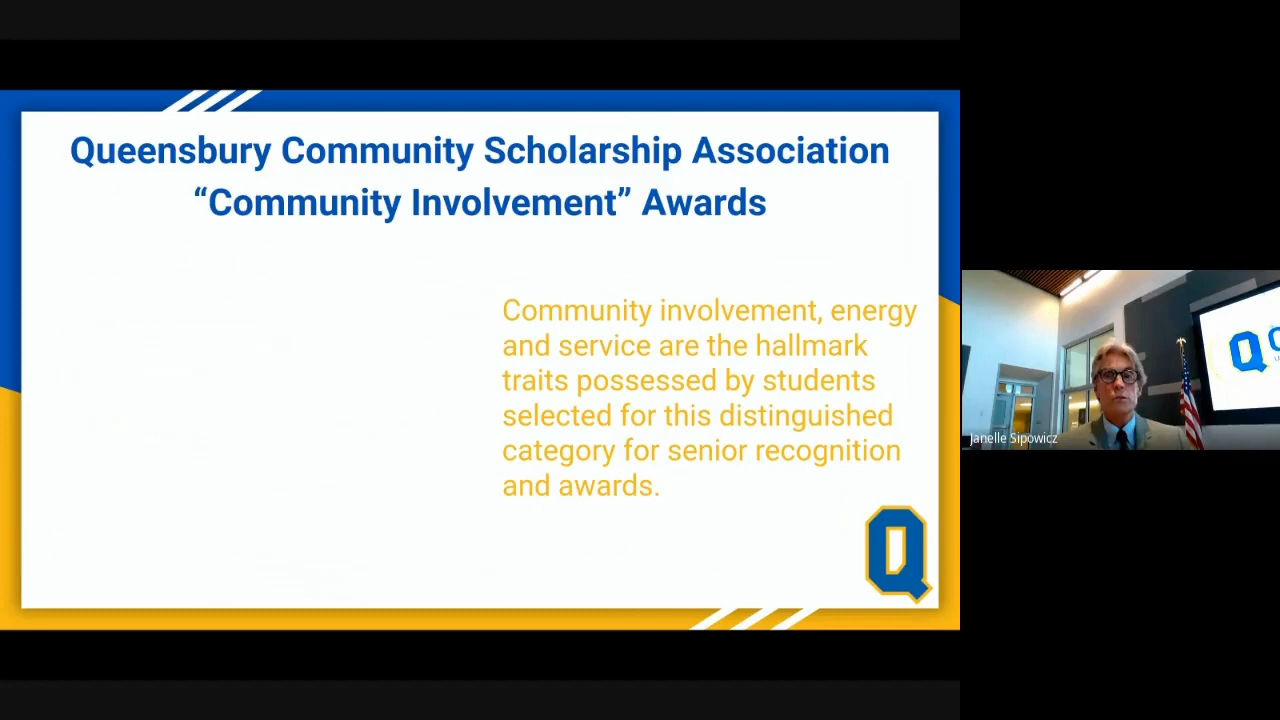 Queensbury Community Scholarship Association
“Community Involvement” Awards
Community involvement, energy
and service are the hallmark
traits possessed by students
selected for this distinguished
category for senior recognition
and awards.
Q
Q
Janelle Sipowicz